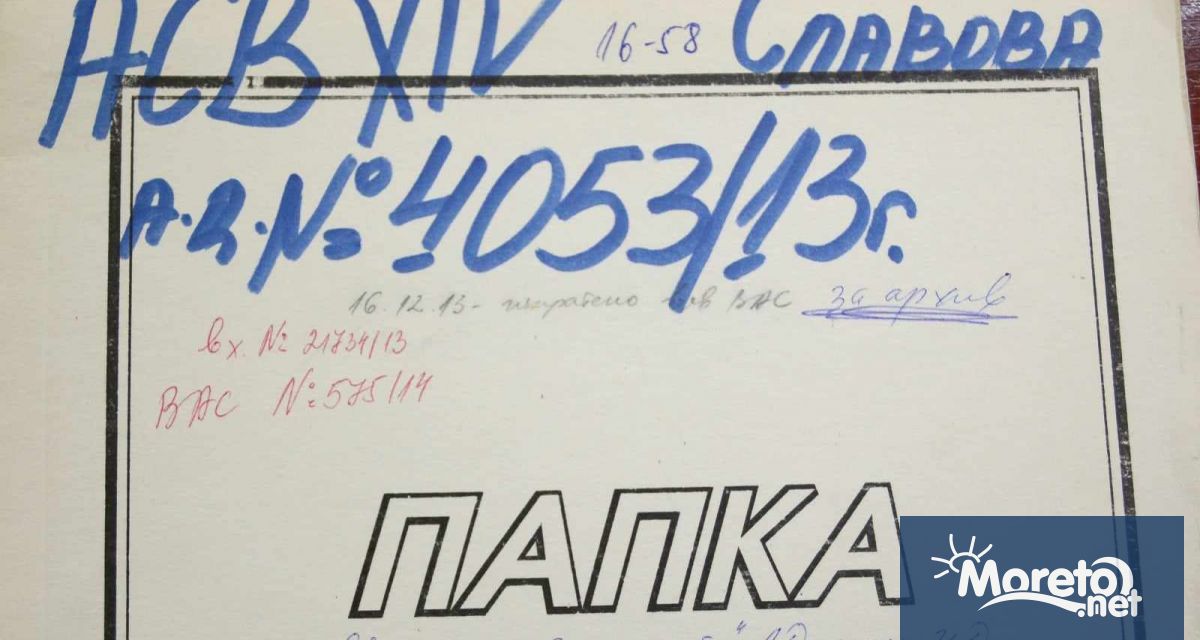 АСВ XIV 16-58 Славова
А.Д. № 4053/13г.
16.12.13 - изпратено във ВАС за архив
вх. № 21734/13
ВАС № 575/14
ПАПКА
Moreto.net